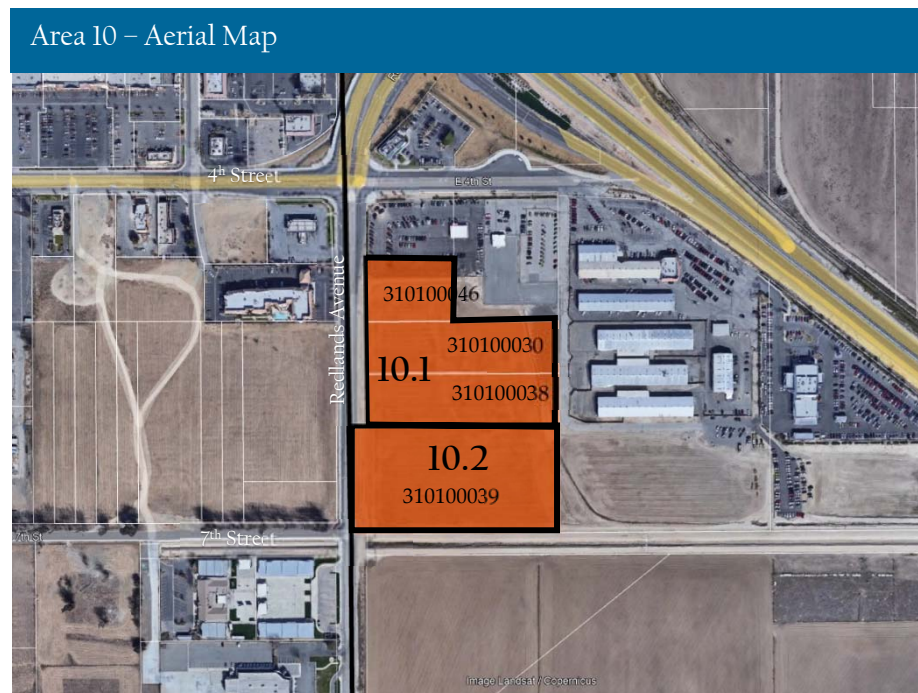 Area 10 – Aerial Map
4th Street
E 4th St
Redlands Avenue
310100046
310100030
10.1
310100038
10.2
310100039
7th Street
7th St
Image Landsat / Copernicus